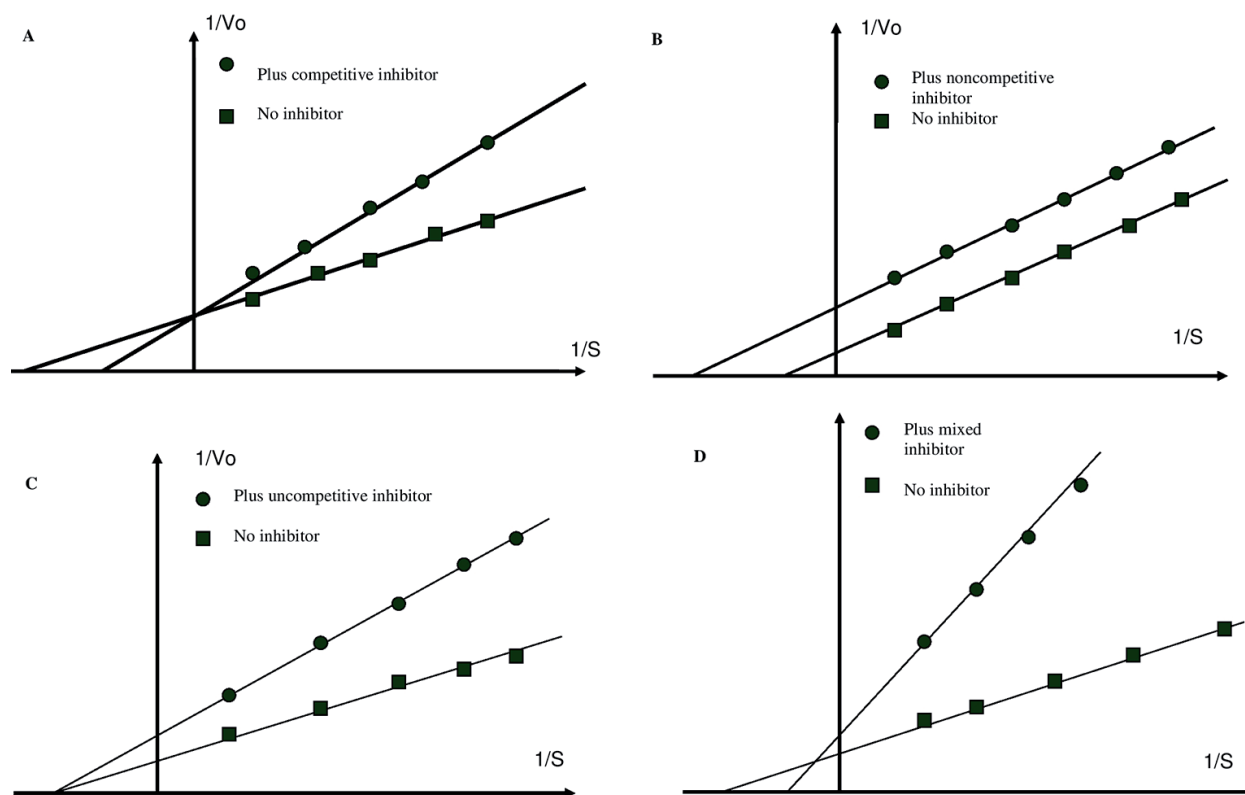 A
1/Vo
Plus competitive inhibitor
No inhibitor
1/S
B
1/Vo
Plus noncompetitive
inhibitor
No inhibitor
1/S
C
1/Vo
Plus uncompetitive inhibitor
No inhibitor
1/S
D
Plus mixed
inhibitor
No inhibitor
1/S